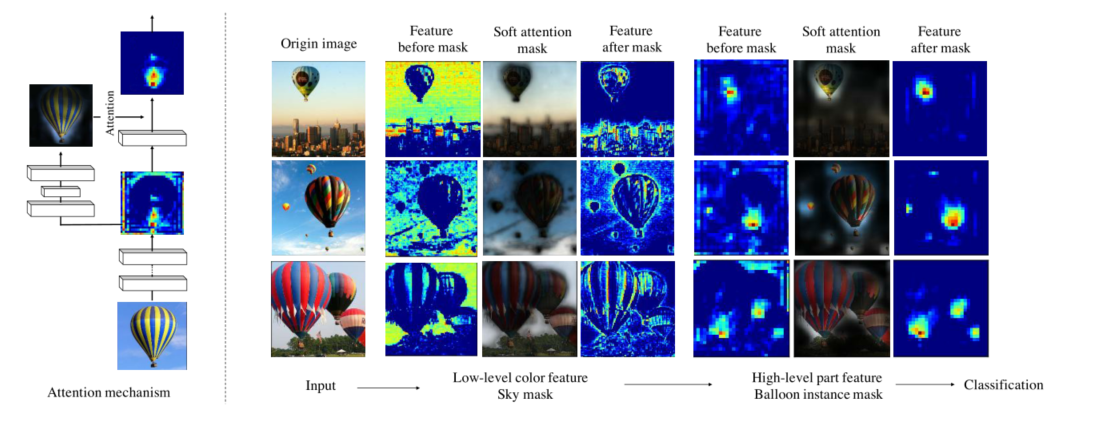 Attention
Attention mechanism
Origin image
Feature
before mask
Soft attention
mask
Feature
after mask
Feature
before mask
Soft attention
mask
Feature
after mask
Input
Low-level color feature
Sky mask
High-level part feature
Balloon instance mask
Classification